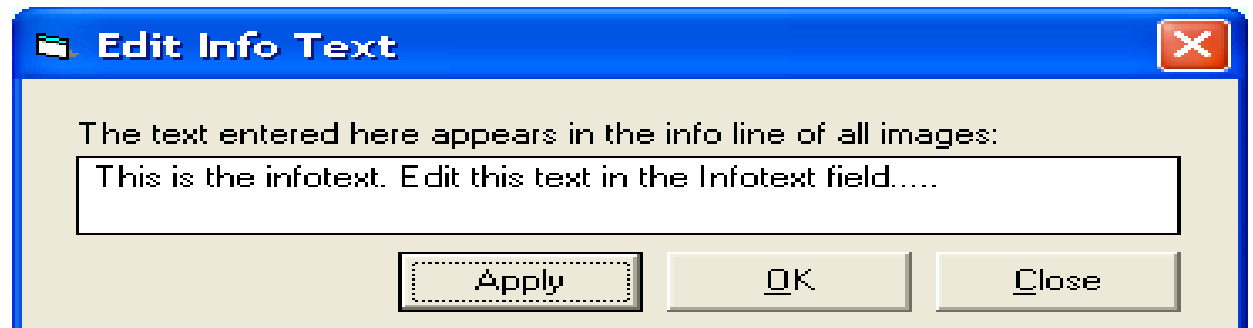 Edit Info Text
The text entered here appears in the info line of all images:
This is the infotext. Edit this text in the Infotext field.....
Apply OK Close